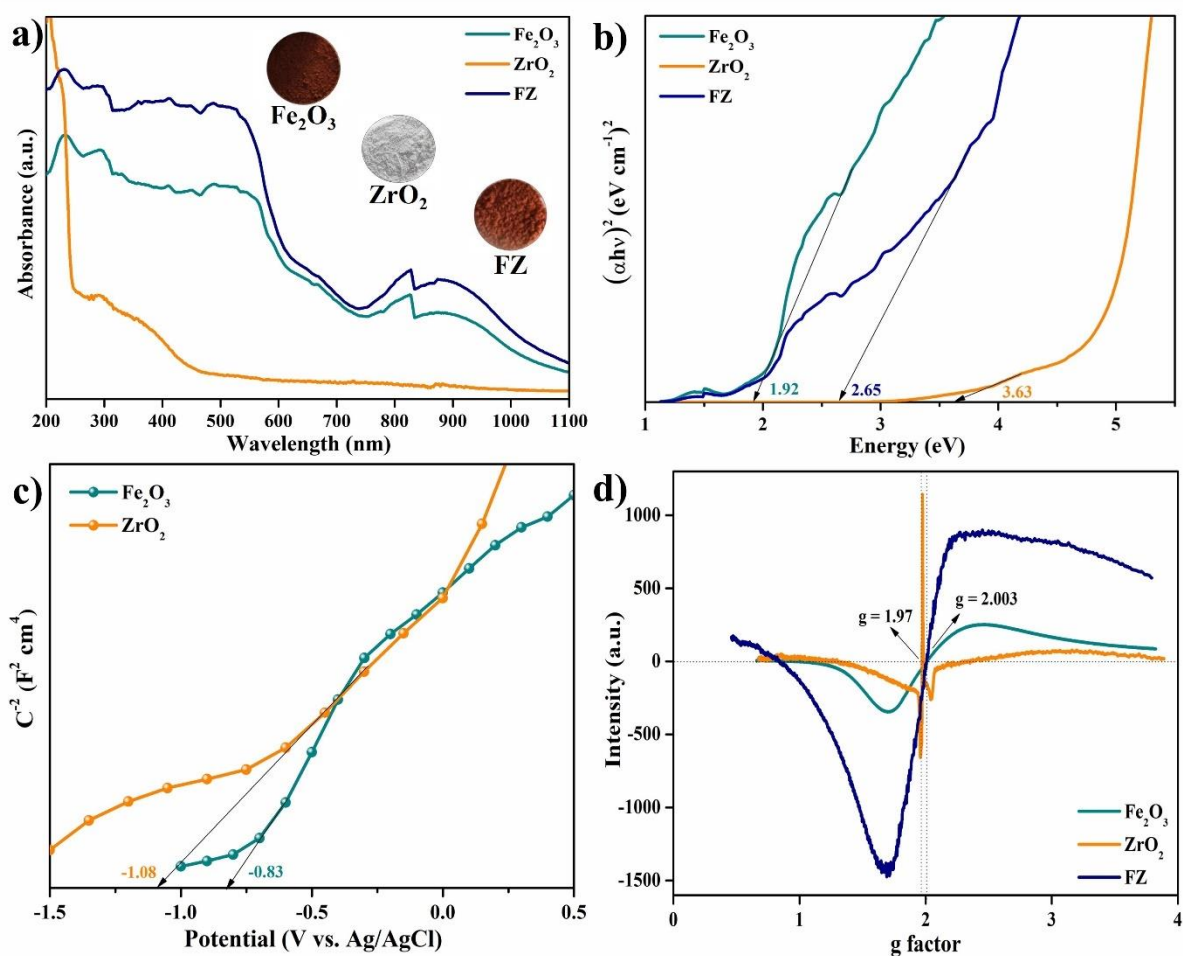 a)
Fe₂O₃
ZrO₂
FZ
Fe₂O₃
ZrO₂
FZ
Absorbance (a.u.)
200 300 400 500 600 700 800 900 1000 1100
Wavelength (nm)
b)
Fe₂O₃
ZrO₂
FZ
(αhν)² (eV cm⁻¹)²
1.92
2.65
3.63
1 2 3 4 5
Energy (eV)
c)
Fe₂O₃
ZrO₂
C⁻² (F² cm⁴)
-1.08
-0.83
-1.5 -1.0 -0.5 0.0 0.5
Potential (V vs. Ag/AgCl)
d)
1000
500
0
-500
-1000
-1500
Intensity (a.u.)
g = 1.97
g = 2.003
Fe₂O₃
ZrO₂
FZ
0 1 2 3 4
g factor